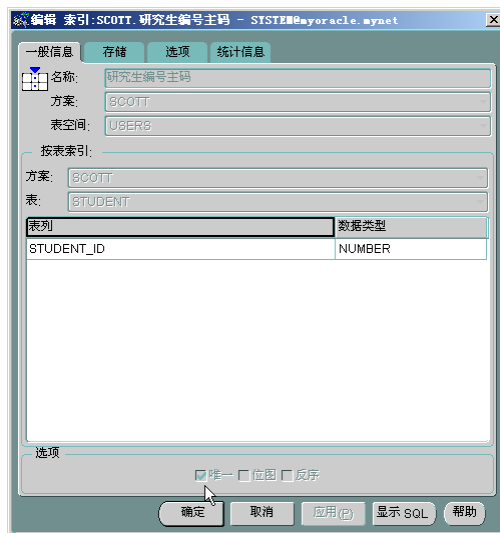 编辑 索引:SCOTT.研究生编号主码 - SYSTEM@myoracle.mynet
一般信息 存储 选项 统计信息
名称: 研究生编号主码
方案: SCOTT
表空间: USERS
按表索引:
方案: SCOTT
表: STUDENT
表列 数据类型
STUDENT_ID NUMBER
选项
唯一 位图 反序
确定 取消 应用(P) 显示 SQL 帮助